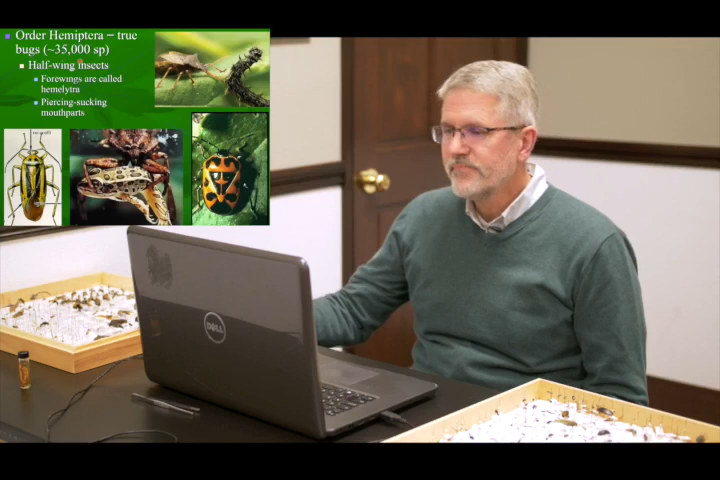 Order Hemiptera – true
bugs (~35,000 sp)
Half-wing insects
Forewings are called
hemelytra
Piercing-sucking
mouthparts
DELL